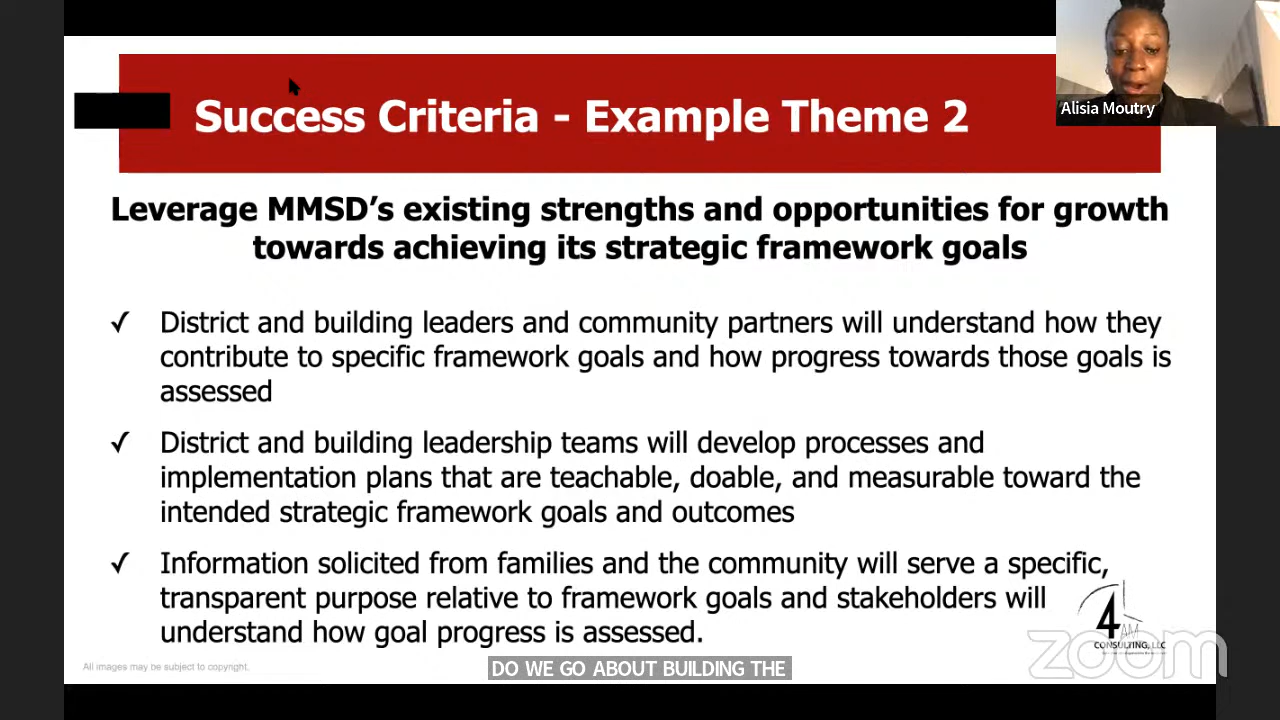 Success Criteria - Example Theme 2
Alisia Moutry
Leverage MMSD's existing strengths and opportunities for growth
towards achieving its strategic framework goals
✓ District and building leaders and community partners will understand how they
contribute to specific framework goals and how progress towards those goals is
assessed
✓ District and building leadership teams will develop processes and
implementation plans that are teachable, doable, and measurable toward the
intended strategic framework goals and outcomes
✓ Information solicited from families and the community will serve a specific,
transparent purpose relative to framework goals and stakeholders will
understand how goal progress is assessed.
4
AM
CONSULTING, LLC
zoom
All images may be subject to copyright.
DO WE GO ABOUT BUILDING THE